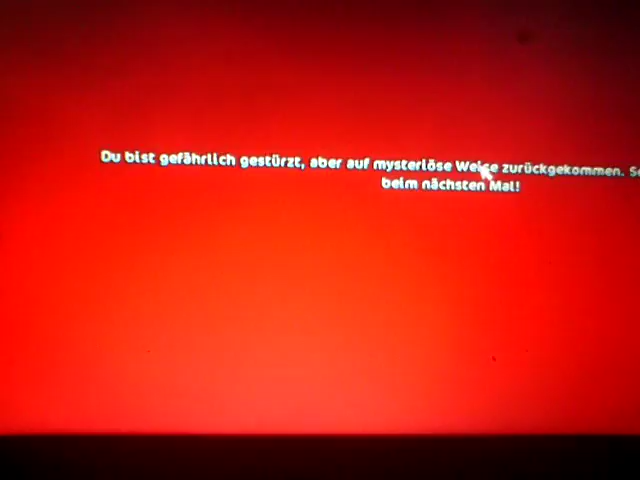 Du bist gefährlich gestürzt, aber auf mysteriöse Weise zurückgekommen.
beim nächsten Mal!